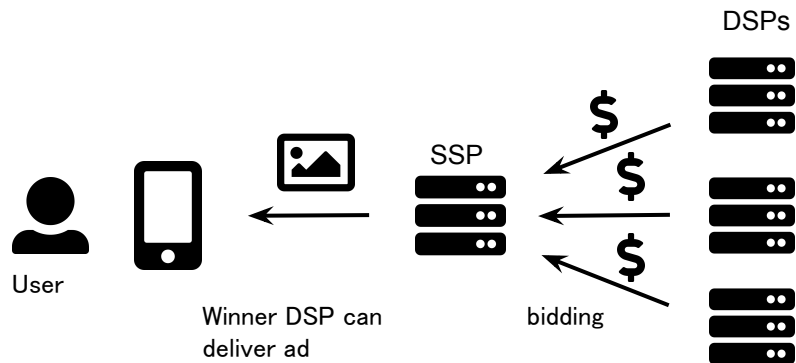 DSPs
SSP
User
Winner DSP can
deliver ad
bidding
$
$
$